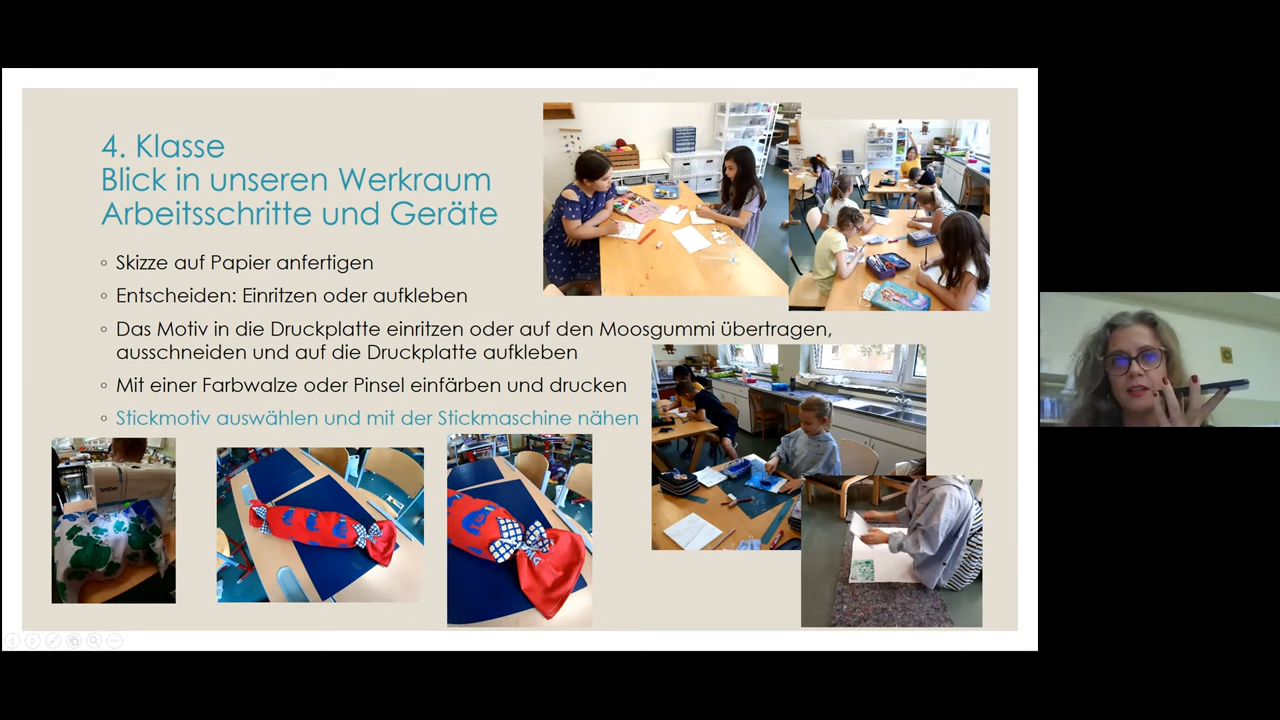 4. Klasse
Blick in unseren Werkraum
Arbeitsschritte und Geräte
◦ Skizze auf Papier anfertigen
◦ Entscheiden: Einritzen oder aufkleben
◦ Das Motiv in die Druckplatte einritzen oder auf den Moosgummi übertragen,
ausschneiden und auf die Druckplatte aufkleben
◦ Mit einer Farbwalze oder Pinsel einfärben und drucken
◦ Stickmotiv auswählen und mit der Stickmaschine nähen
brother